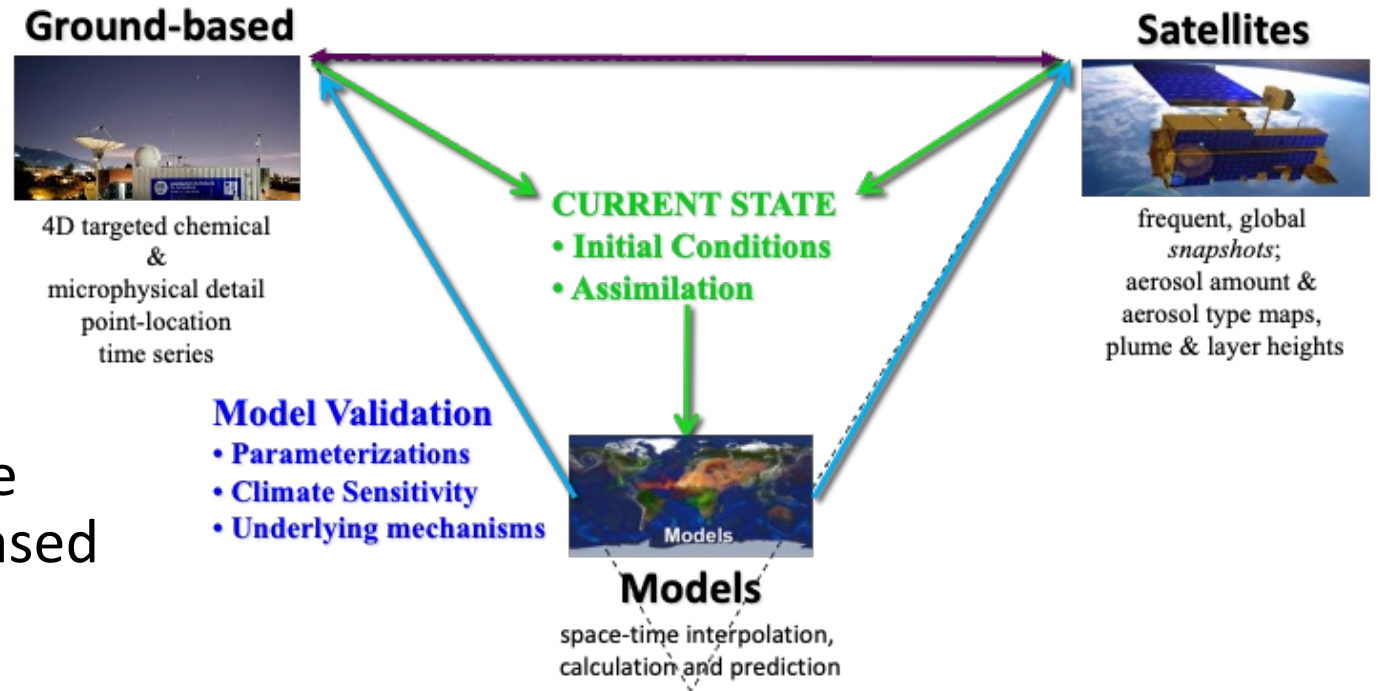 Ground-based
Satellites
4D targeted chemical
&
microphysical detail
point-location
time series
frequent, global
snapshots;
aerosol amount &
aerosol type maps,
plume & layer heights
CURRENT STATE
• Initial Conditions
• Assimilation
Model Validation
• Parameterizations
• Climate Sensitivity
• Underlying mechanisms
Models
Models
space-time interpolation,
calculation and prediction